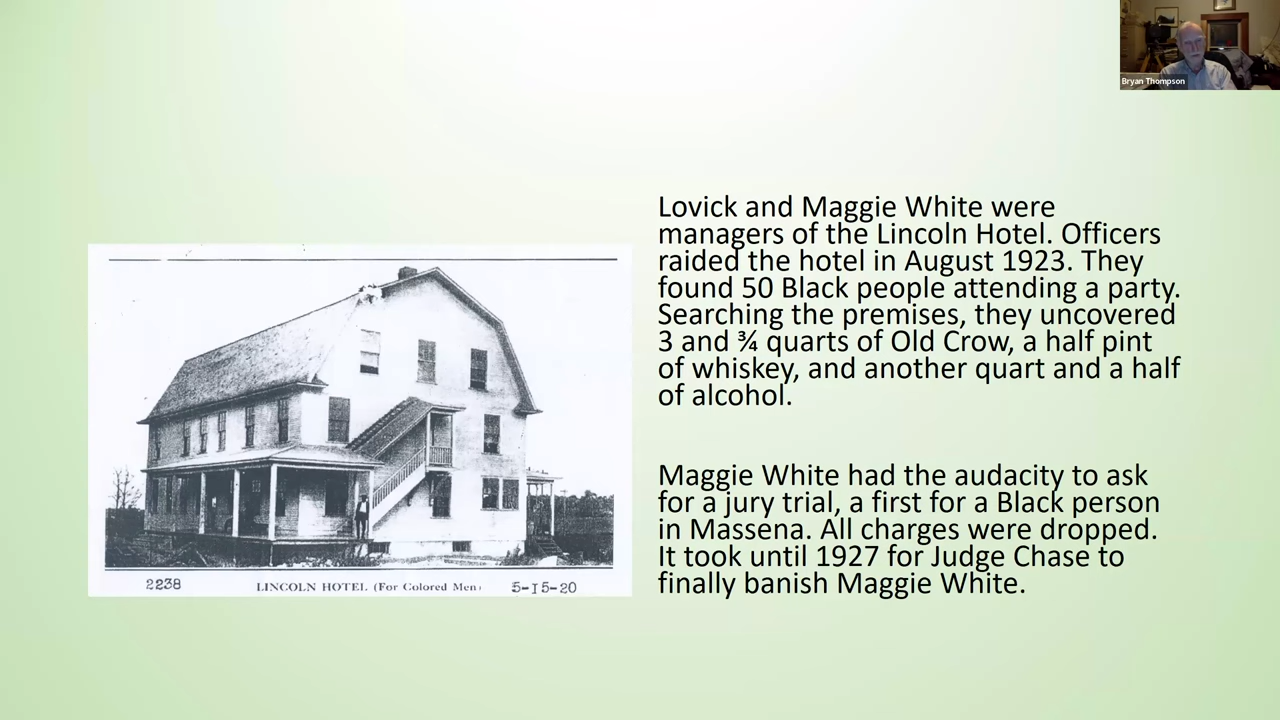 Bryan Thompson
Lovick and Maggie White were
managers of the Lincoln Hotel. Officers
raided the hotel in August 1923. They
found 50 Black people attending a party.
Searching the premises, they uncovered
3 and ¾ quarts of Old Crow, a half pint
of whiskey, and another quart and a half
of alcohol.
Maggie White had the audacity to ask
for a jury trial, a first for a Black person
in Massena. All charges were dropped.
It took until 1927 for Judge Chase to
finally banish Maggie White.
2238 LINCOLN HOTEL (For Colored Men) 5-15-20